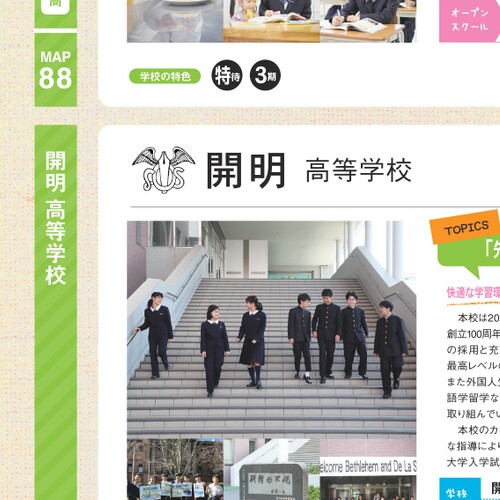 高
MAP
88
オープン
スクール
学校の特色
特待
3期
開明 高等学校
開明 高等学校
TOPICS
快適な学習環
本校は20
創立100周年
の採用と充
最高レベルの
また外国人
語学留学な
取り組んでい
本校のカ
な指導により
大学入学試
elcome Bethlehem and De La S
学校